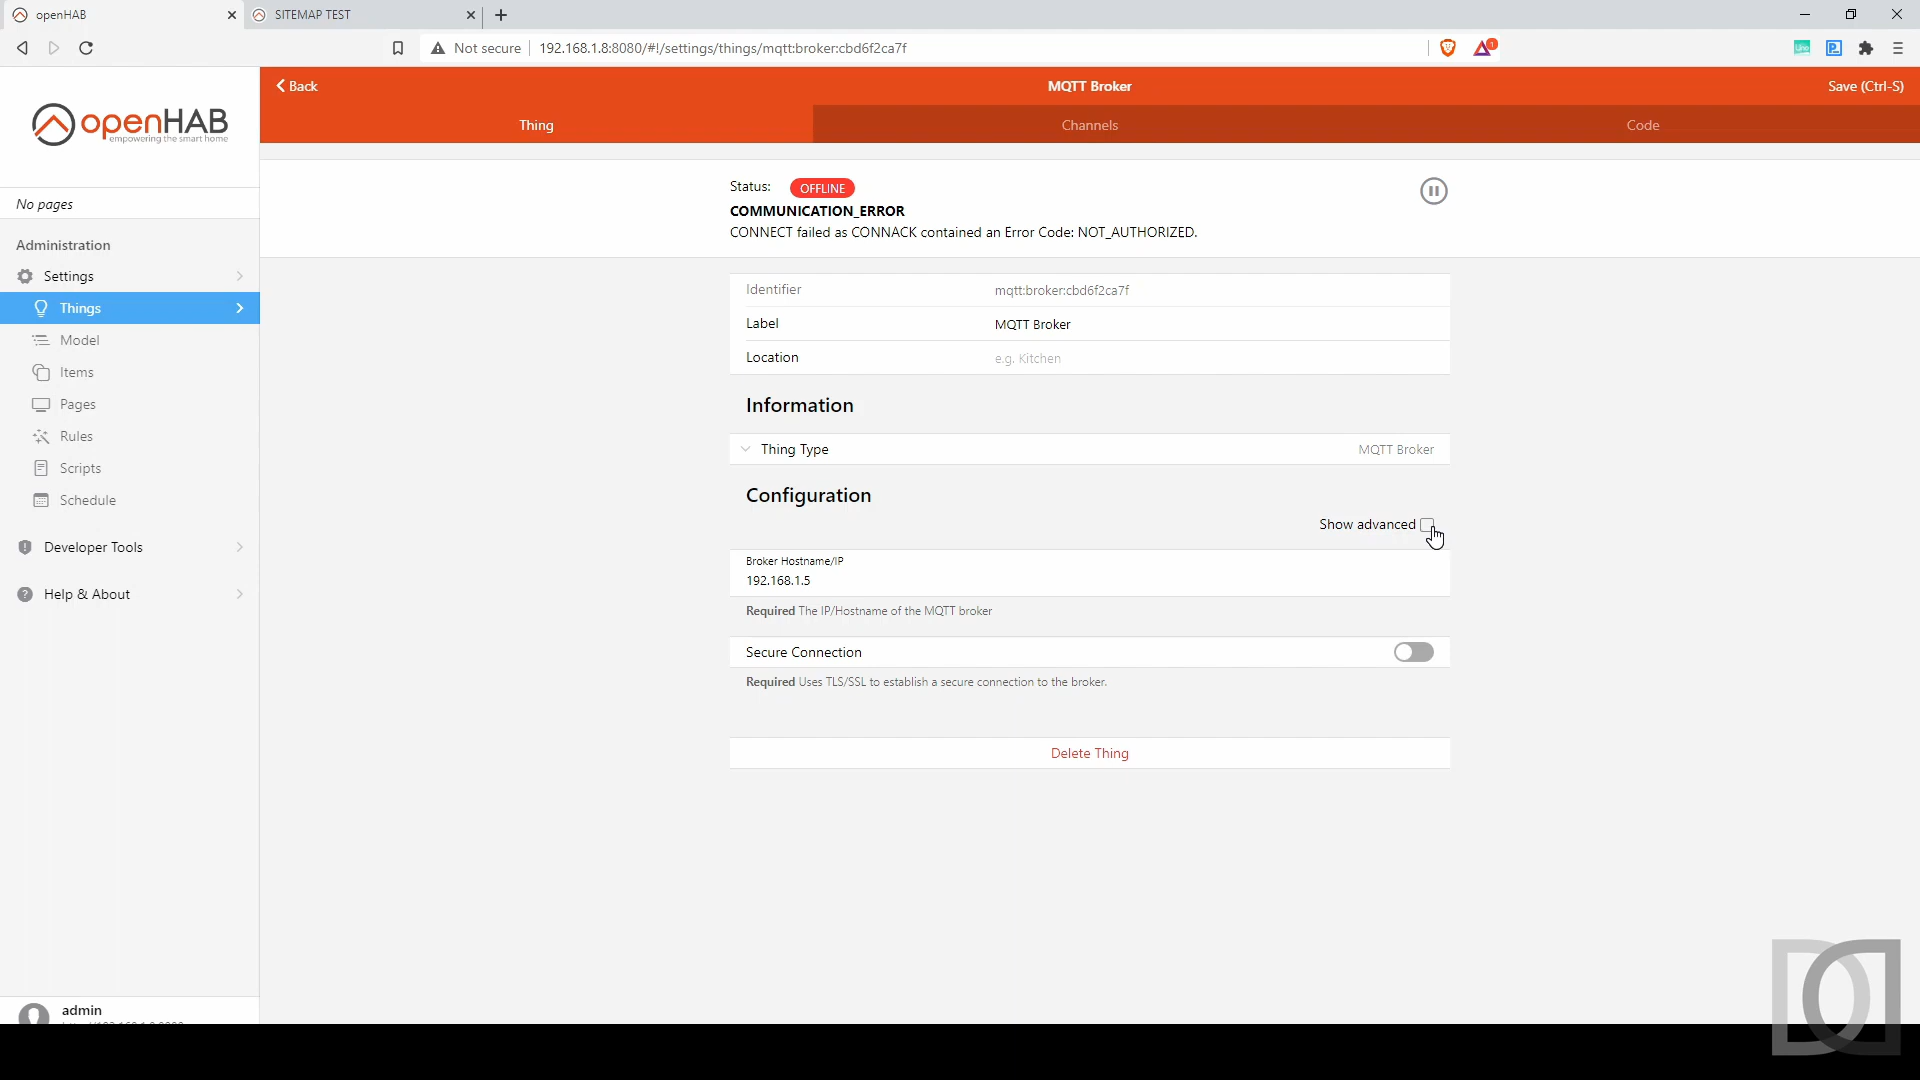 openHAB
SITEMAP TEST
Not secure
192.168.1.8:8080/#!/settings/things/mqtt:broker:cbd6f2ca7f
1
Back
MQTT Broker
Save (Ctrl-S)
openHAB
empowering the smart home
Thing
Channels
Code
No pages
Administration
Settings
Things
Model
Items
Pages
Rules
Scripts
Schedule
Developer Tools
Help & About
admin
Status: OFFLINE
COMMUNICATION_ERROR
CONNECT failed as CONNACK contained an Error Code: NOT_AUTHORIZED.
Identifier mqtt:broker:cbd6f2ca7f
Label MQTT Broker
Location e.g. Kitchen
Information
Thing Type MQTT Broker
Configuration
Show advanced
Broker Hostname/IP
192.168.1.5
Required The IP/Hostname of the MQTT broker
Secure Connection
Required Uses TLS/SSL to establish a secure connection to the broker.
Delete Thing